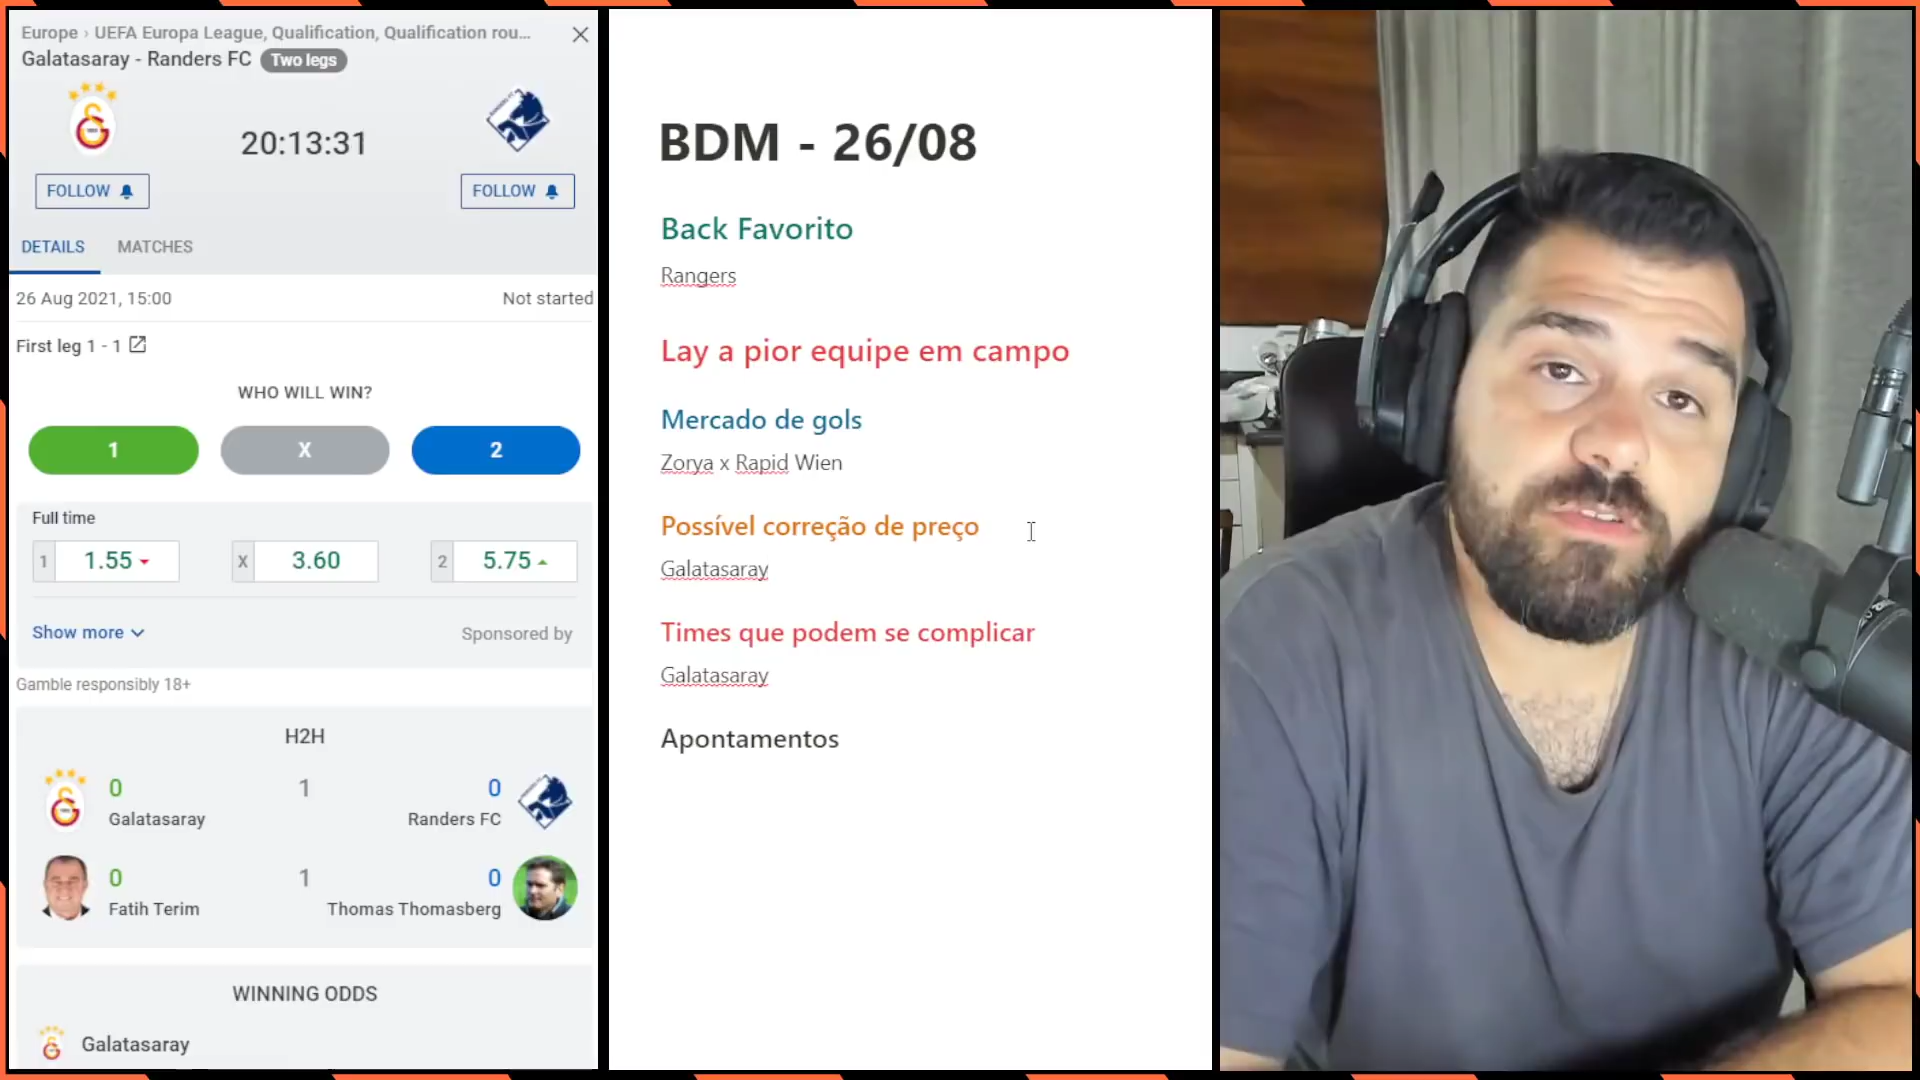 Europe › UEFA Europa League, Qualification, Qualification rou...
Galatasaray - Randers FC Two legs
20:13:31
FOLLOW FOLLOW
DETAILS MATCHES
26 Aug 2021, 15:00 Not started
First leg 1 - 1
WHO WILL WIN?
1 X 2
Full time
1 1.55 X 3.60 2 5.75
Show more Sponsored by
Gamble responsibly 18+
H2H
0 1 0
Galatasaray Randers FC
0 1 0
Fatih Terim Thomas Thomasberg
WINNING ODDS
Galatasaray
BDM - 26/08
Back Favorito
Rangers
Lay a pior equipe em campo
Mercado de gols
Zorya x Rapid Wien
Possível correção de preço
Galatasaray
Times que podem se complicar
Galatasaray
Apontamentos